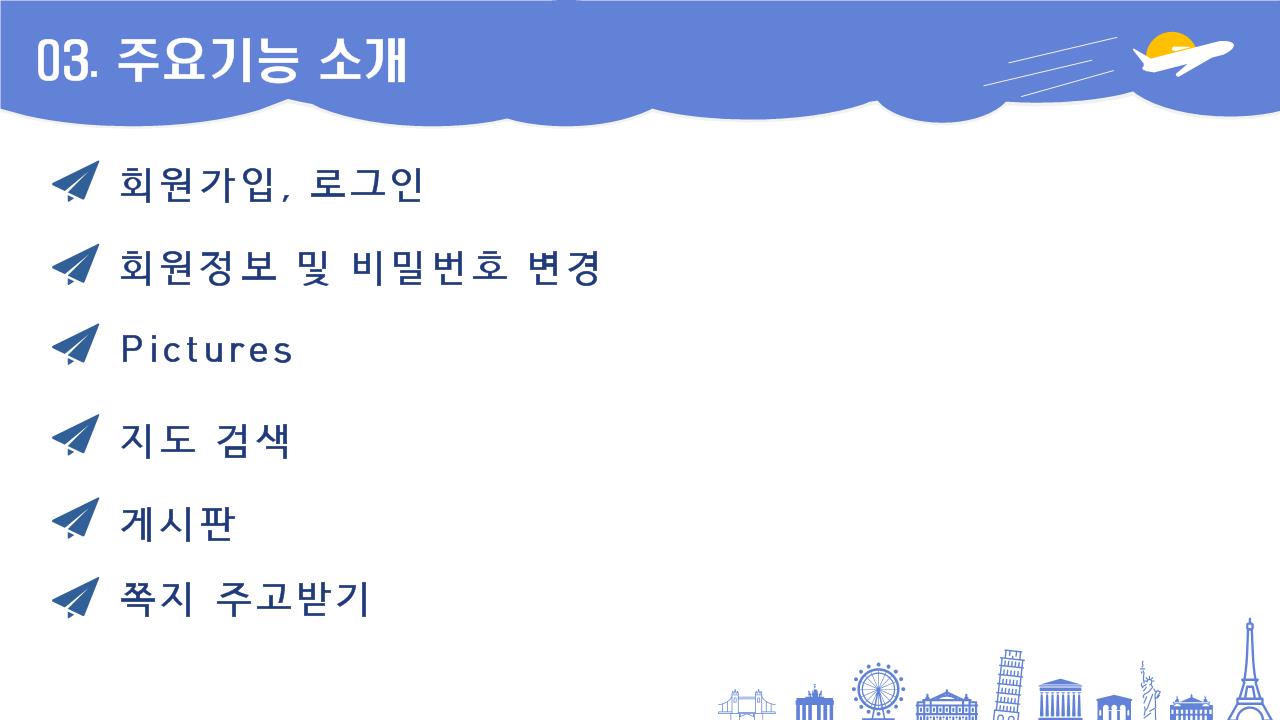 03. 주요기능 소개
회원가입, 로그인
회원정보 및 비밀번호 변경
Pictures
지도 검색
게시판
쪽지 주고받기